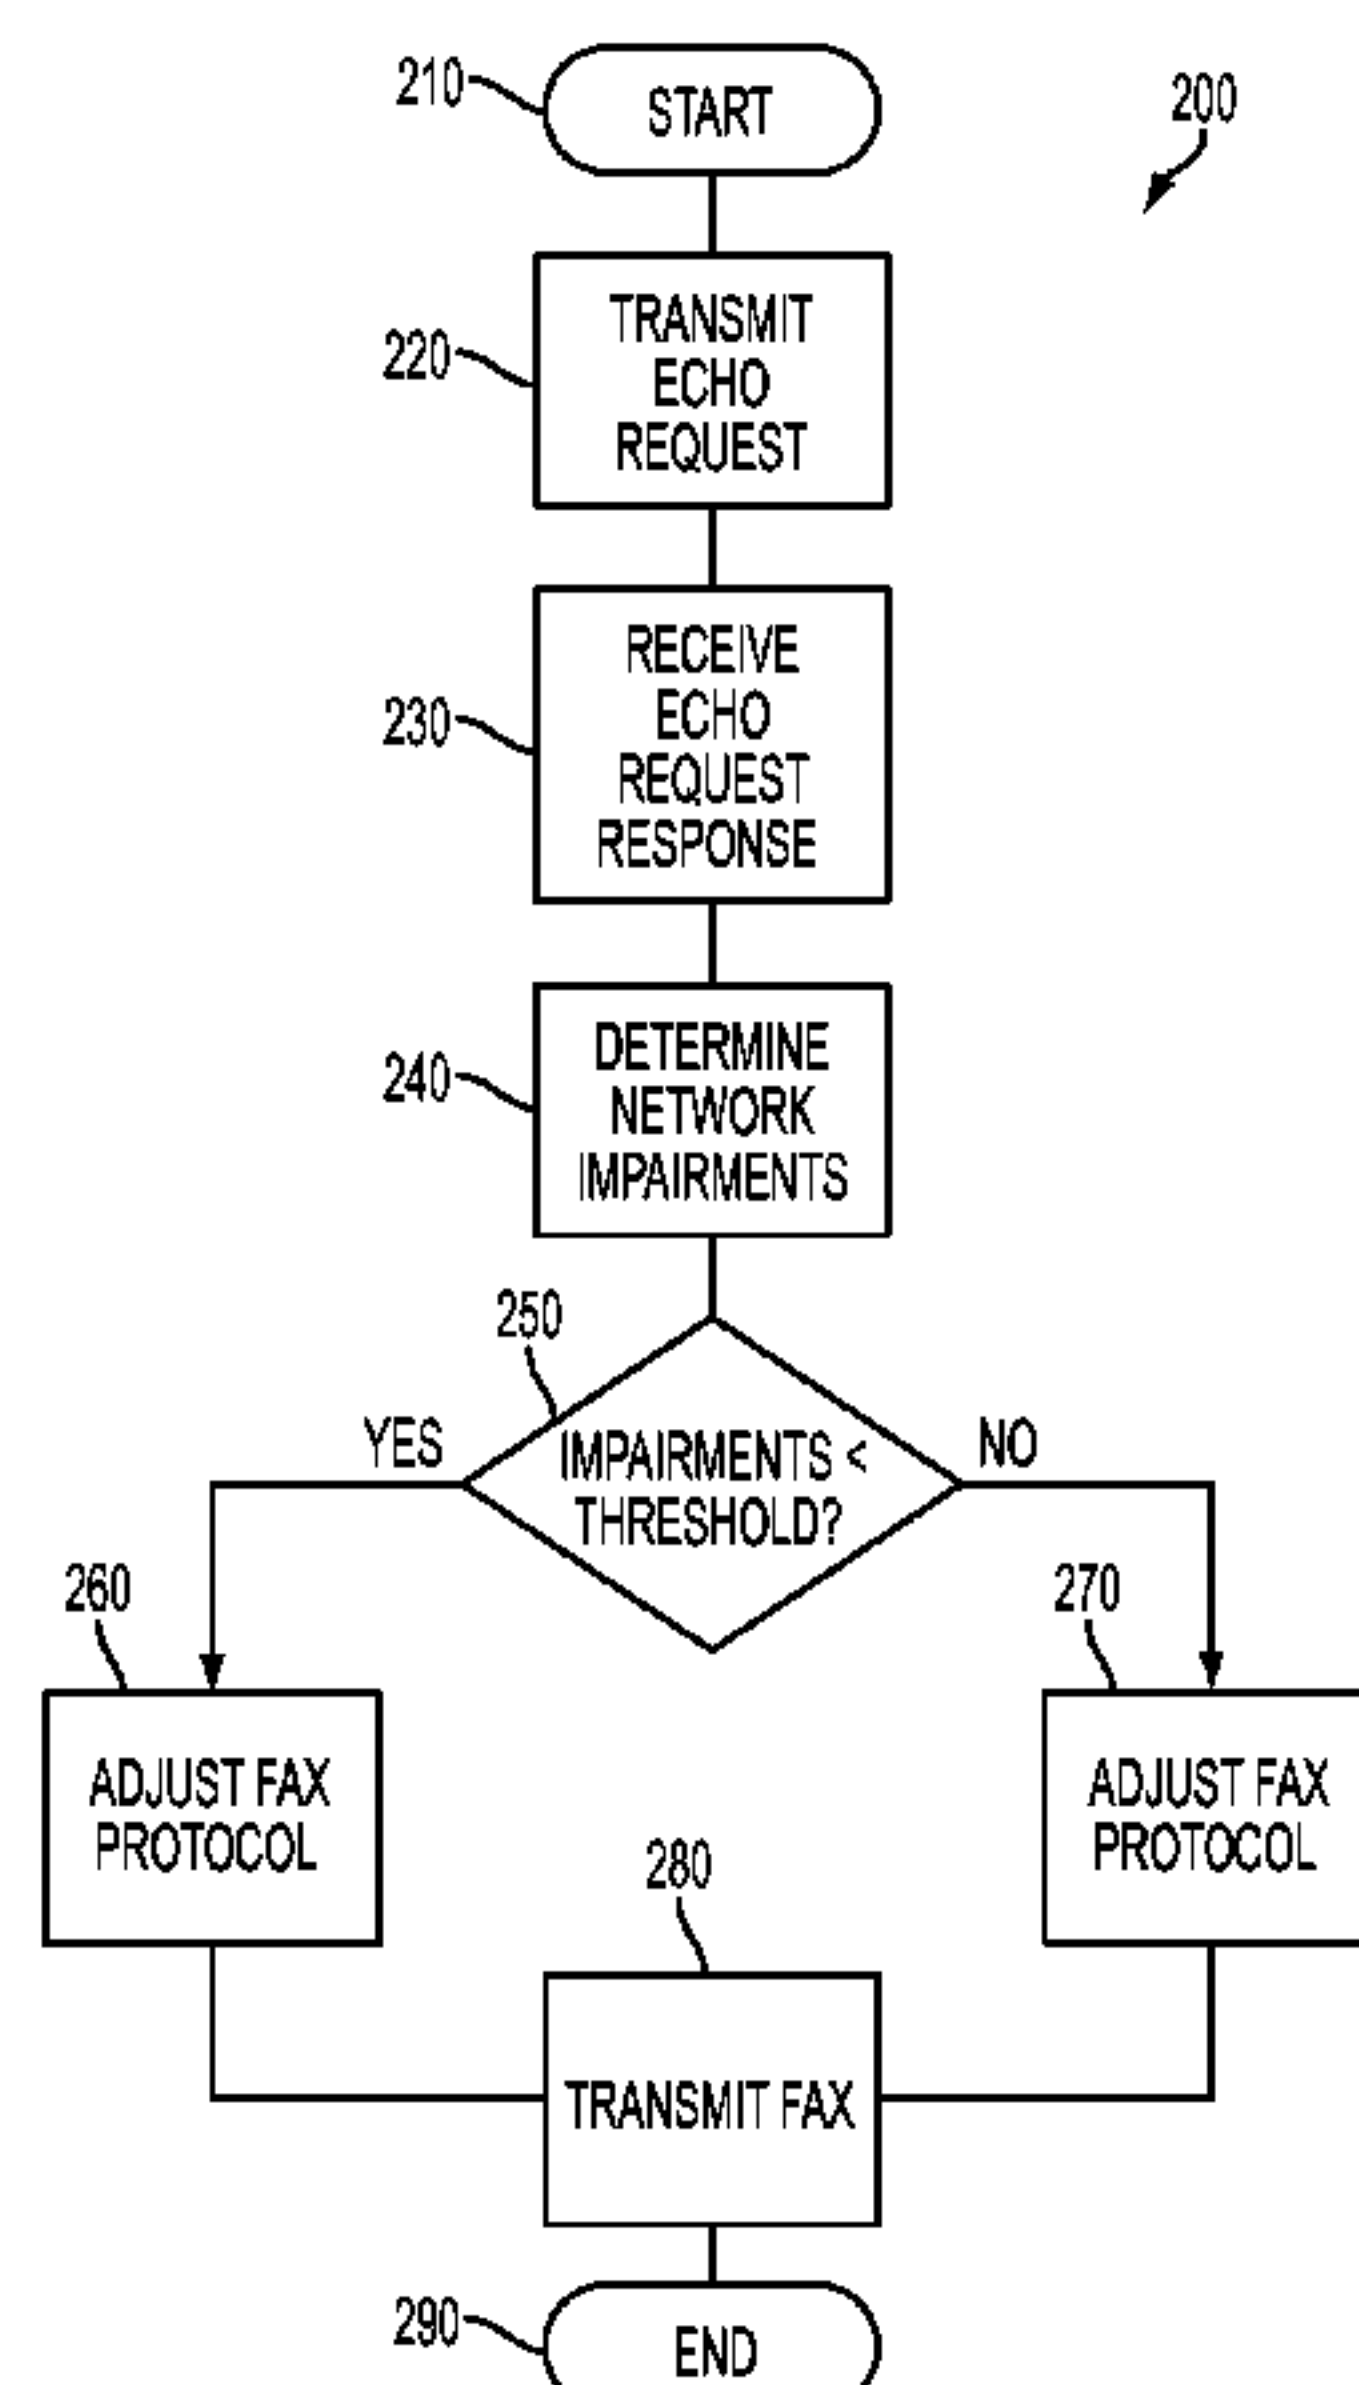 210
START
200
220
TRANSMIT
ECHO
REQUEST
230
RECEIVE
ECHO
REQUEST
RESPONSE
240
DETERMINE
NETWORK
IMPAIRMENTS
250
YES
IMPAIRMENTS <
THRESHOLD?
NO
260
ADJUST FAX
PROTOCOL
270
ADJUST FAX
PROTOCOL
280
TRANSMIT FAX
290
END